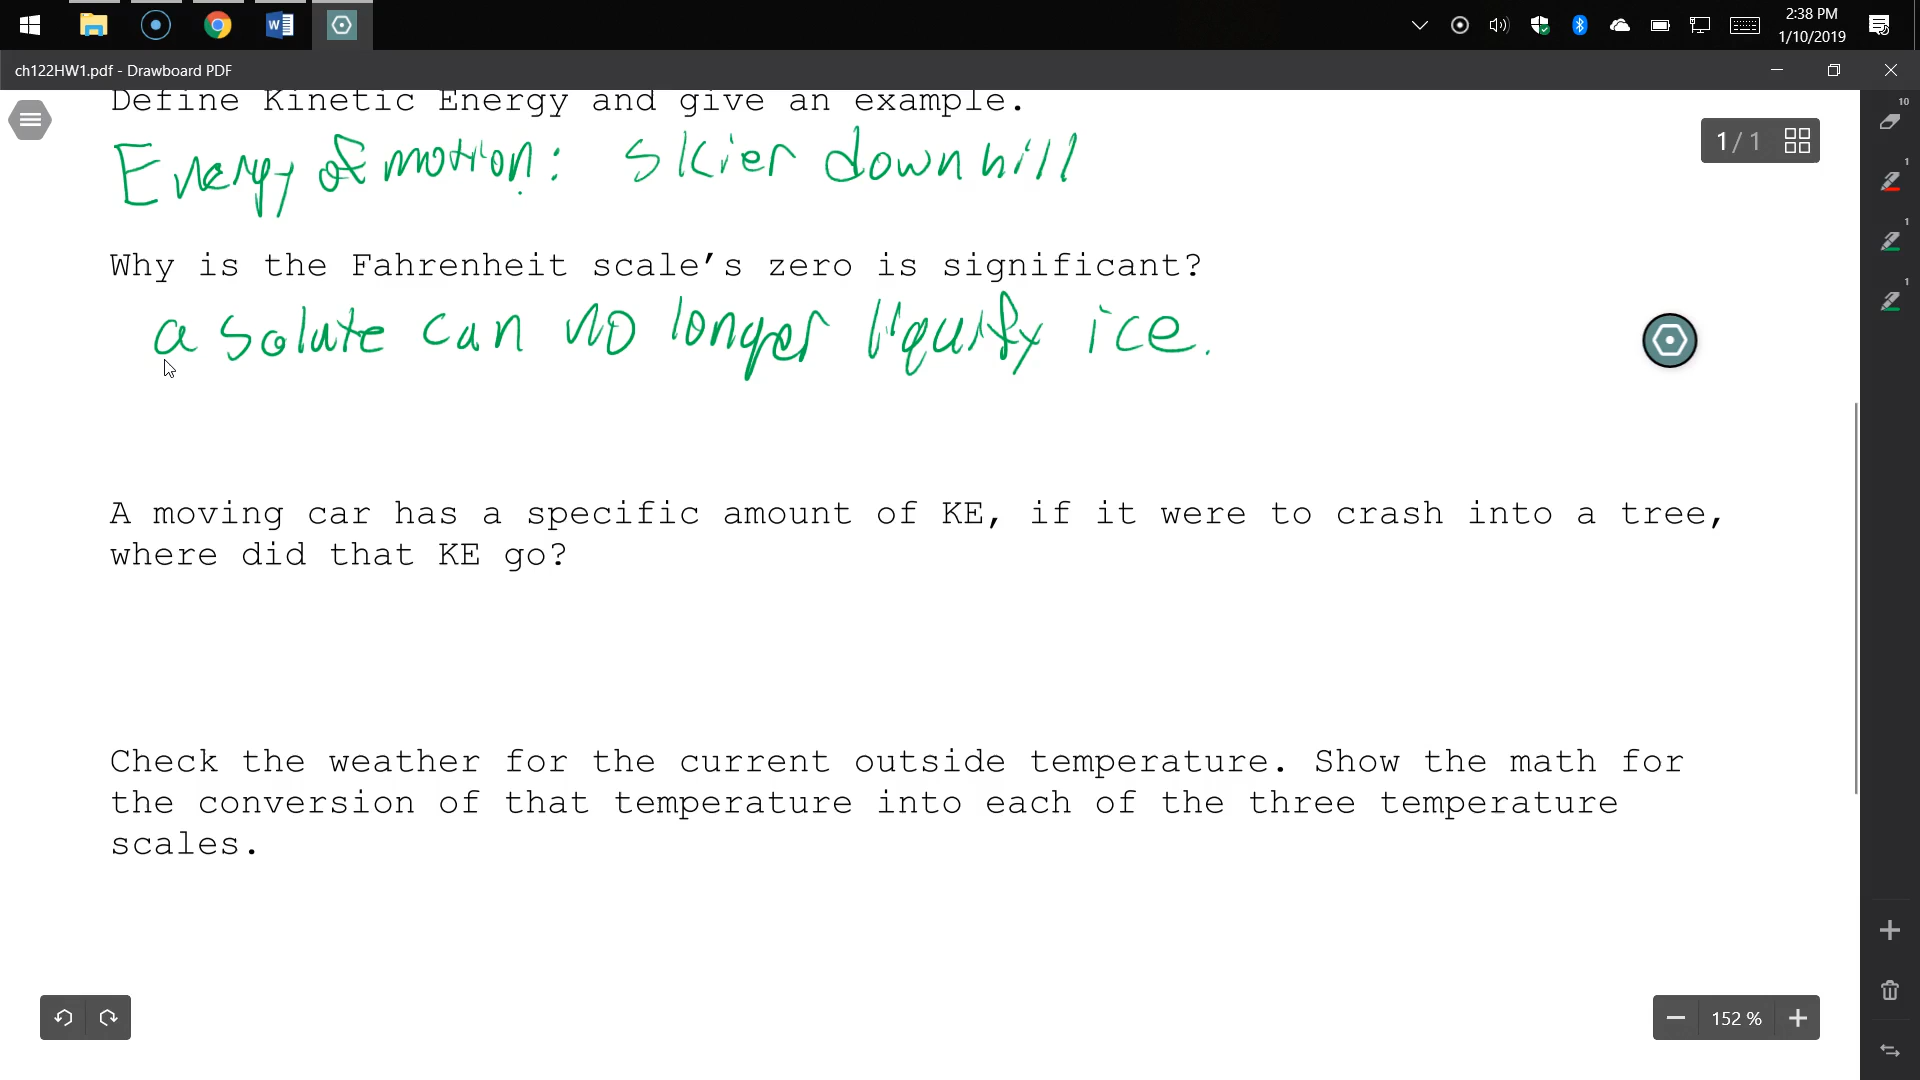 2:38 PM
1/10/2019
ch122HW1.pdf - Drawboard PDF
Define Kinetic Energy and give an example.
Energy of motion: skier downhill
1 / 1
10
1
1
1
Why is the Fahrenheit scale’s zero is significant?
a solute can no longer liquify ice.
A moving car has a specific amount of KE, if it were to crash into a tree,
where did that KE go?
Check the weather for the current outside temperature. Show the math for
the conversion of that temperature into each of the three temperature
scales.
152 %